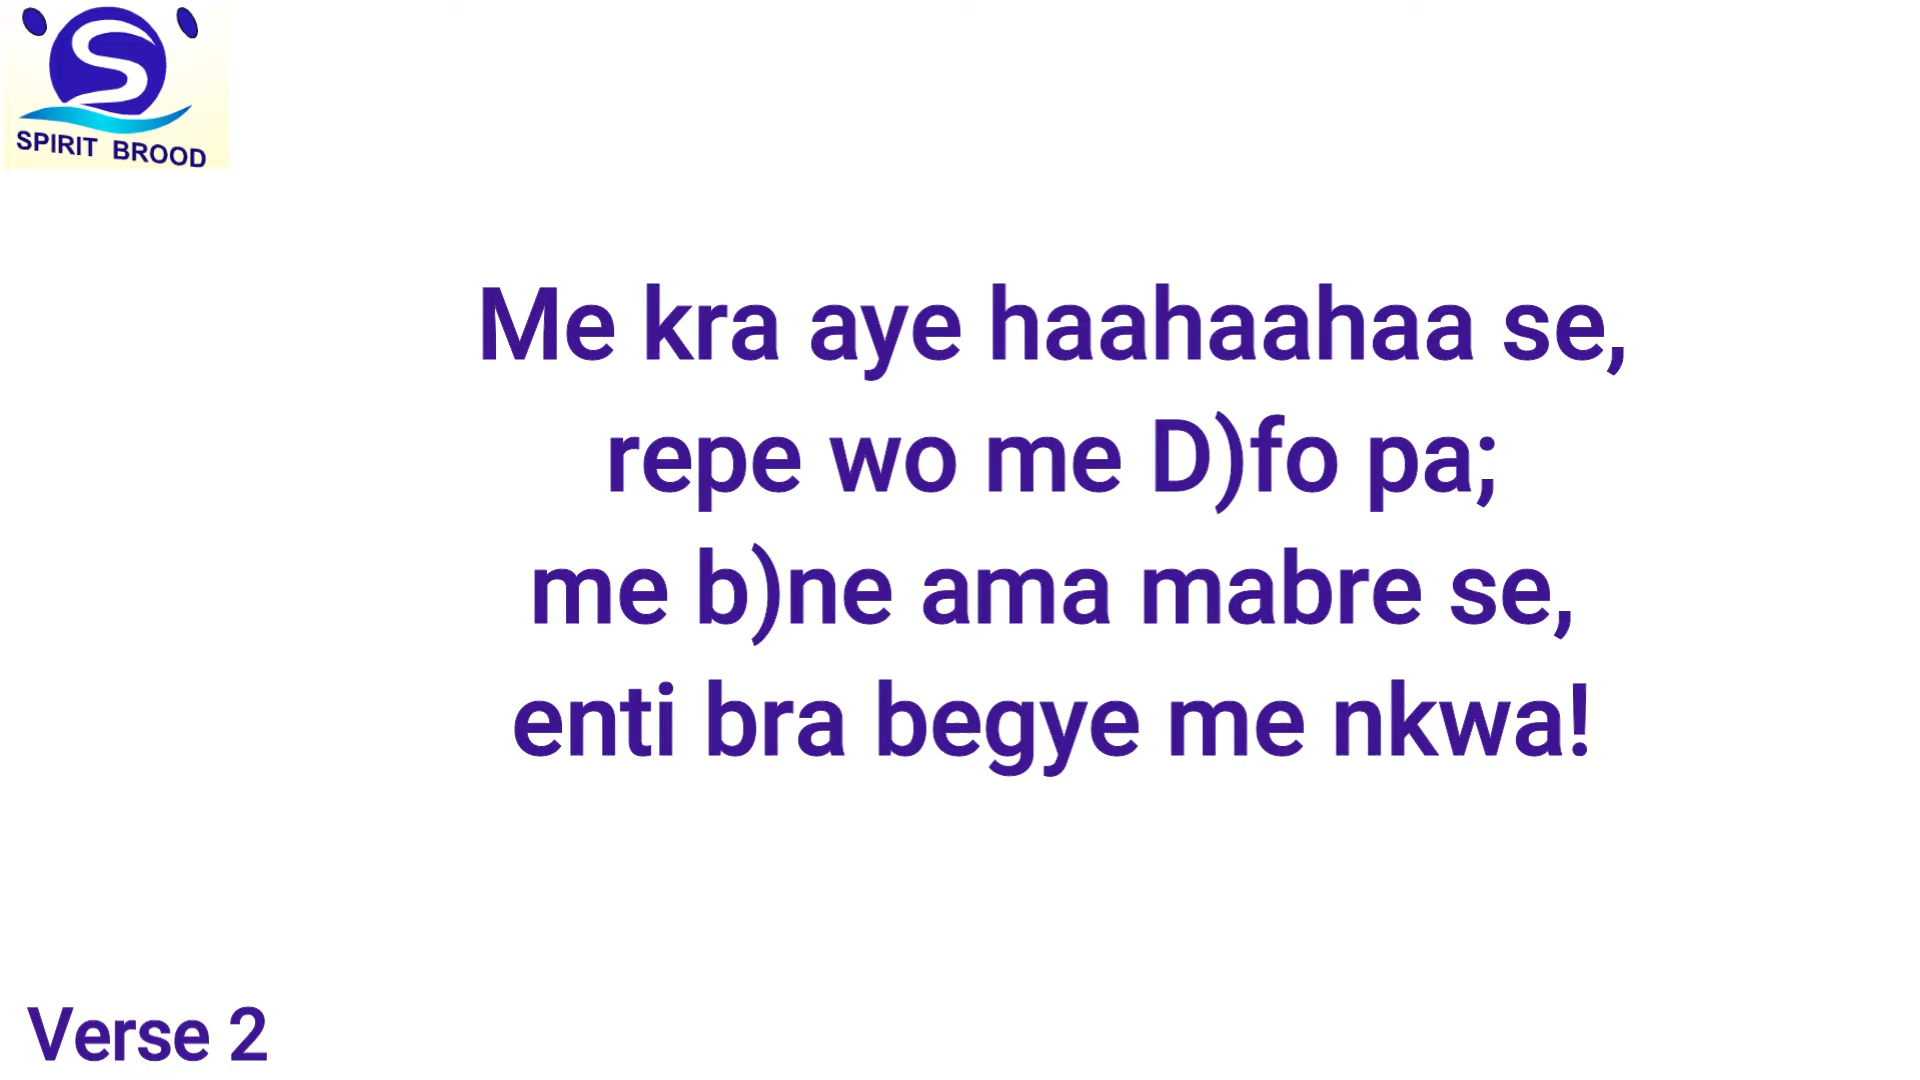 SPIRIT BROOD
Me kra aye haahaahaa se,
repe wo me D)fo pa;
me b)ne ama mabre se,
enti bra begye me nkwa!
Verse 2